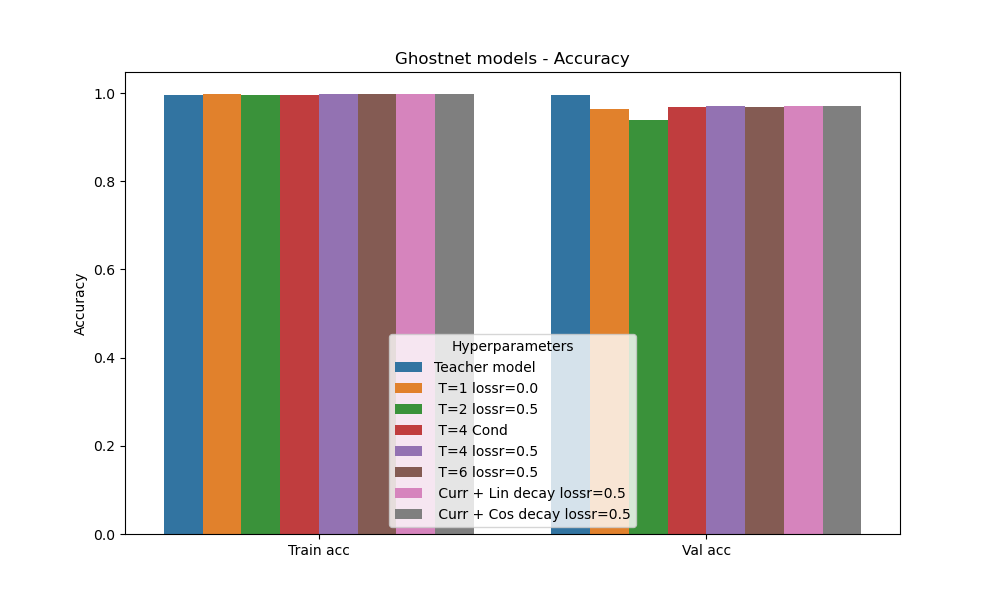 Ghostnet models - Accuracy
Accuracy
1.0
0.8
0.6
0.4
0.2
0.0
Hyperparameters
Teacher model
T=1 lossr=0.0
T=2 lossr=0.5
T=4 Cond
T=4 lossr=0.5
T=6 lossr=0.5
Curr + Lin decay lossr=0.5
Curr + Cos decay lossr=0.5
Train acc
Val acc